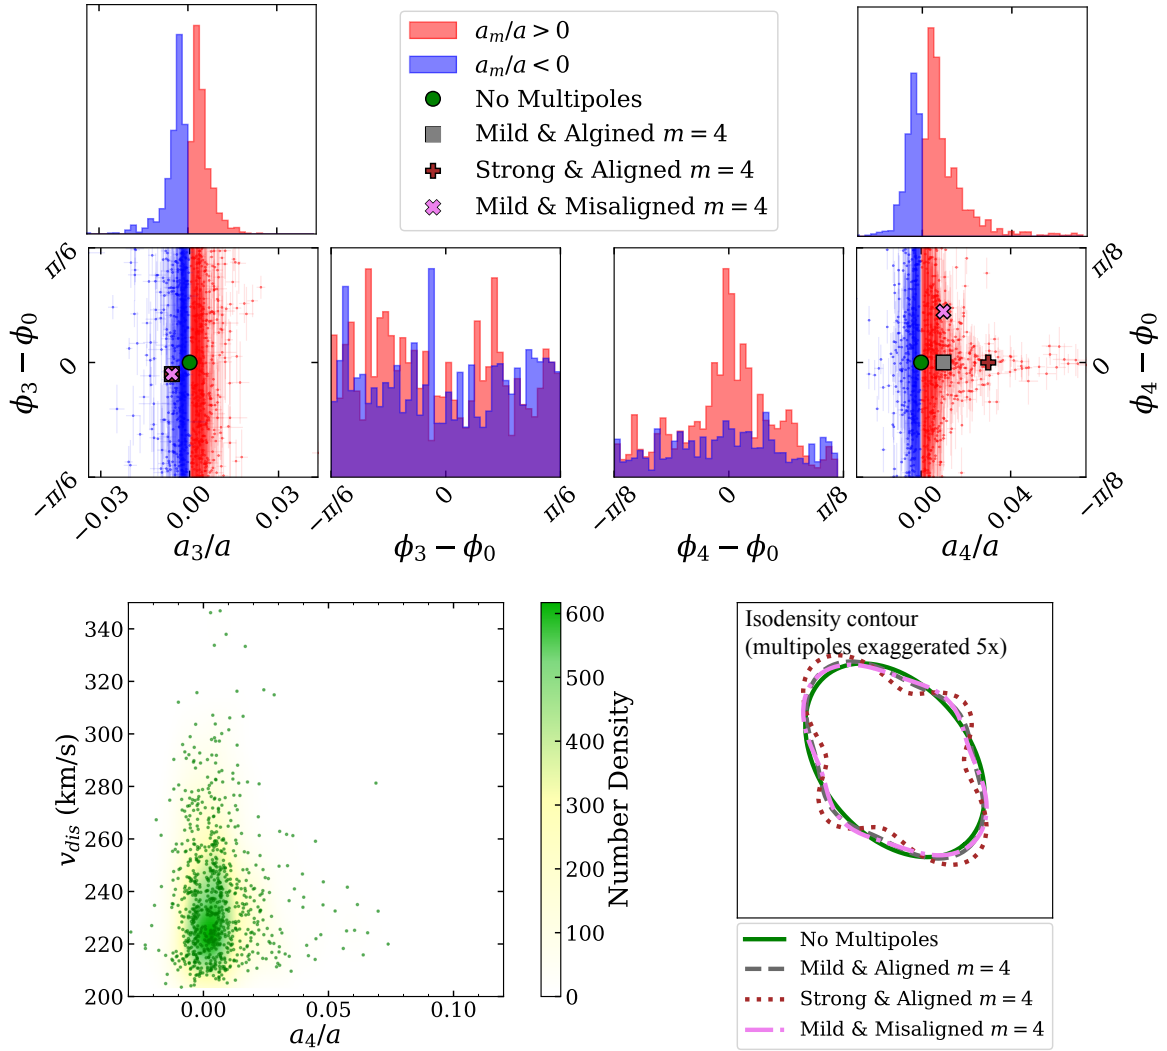 a_m/a > 0
a_m/a < 0
No Multipoles
Mild & Algined m = 4
Strong & Aligned m = 4
Mild & Misaligned m = 4
π/6
0
−π/6
ϕ_3 − ϕ_0
−0.03
0.00
0.03
a_3/a
−π/6
0
π/6
ϕ_3 − ϕ_0
−π/8
0
π/8
ϕ_4 − ϕ_0
0.00
0.04
a_4/a
π/8
0
−π/8
ϕ_4 − ϕ_0
340
320
300
280
260
240
220
200
v_dis (km/s)
0.00
0.05
0.10
a_4/a
600
500
400
300
200
100
0
Number Density
Isodensity contour
(multipoles exaggerated 5x)
No Multipoles
Mild & Aligned m = 4
Strong & Aligned m = 4
Mild & Misaligned m = 4